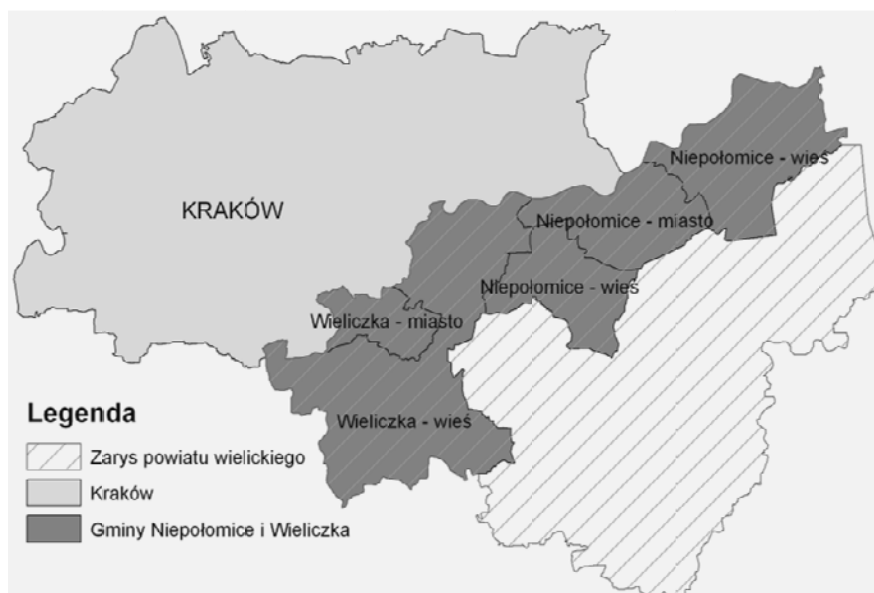 Niepołomice - wieś
KRAKÓW
Niepołomice - miasto
Niepołomice - wieś
Wieliczka - miasto
Wieliczka - wieś
Legenda
Zarys powiatu wielickiego
Kraków
Gminy Niepołomice i Wieliczka